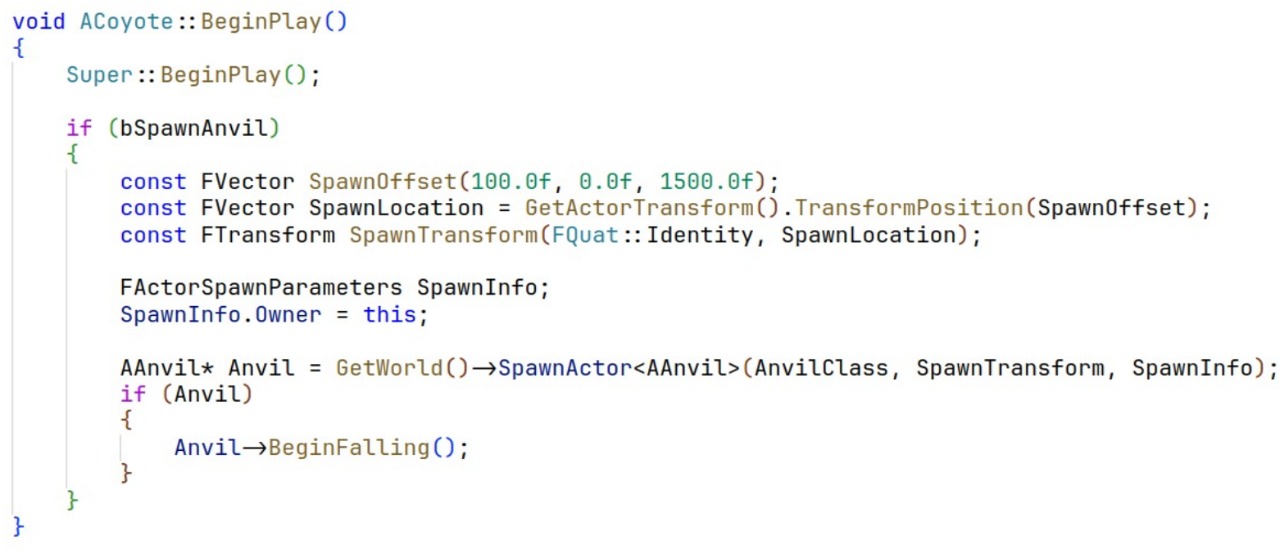 void ACoyote::BeginPlay()
{
    Super::BeginPlay();

    if (bSpawnAnvil)
    {
        const FVector SpawnOffset(100.0f, 0.0f, 1500.0f);
        const FVector SpawnLocation = GetActorTransform().TransformPosition(SpawnOffset);
        const FTransform SpawnTransform(FQuat::Identity, SpawnLocation);

        FActorSpawnParameters SpawnInfo;
        SpawnInfo.Owner = this;

        AAnvil* Anvil = GetWorld()->SpawnActor<AAnvil>(AnvilClass, SpawnTransform, SpawnInfo);
        if (Anvil)
        {
            Anvil->BeginFalling();
        }
    }
}